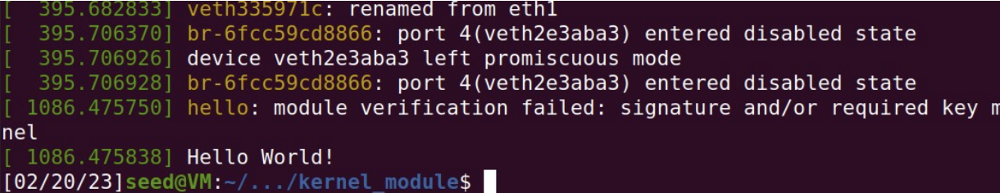 [  395.682833] veth335971c: renamed from eth1
[  395.706370] br-6fcc59cd8866: port 4(veth2e3aba3) entered disabled state
[  395.706926] device veth2e3aba3 left promiscuous mode
[  395.706928] br-6fcc59cd8866: port 4(veth2e3aba3) entered disabled state
[ 1086.475750] hello: module verification failed: signature and/or required key m
nel
[ 1086.475838] Hello World!
[02/20/23]seed@VM:~/.../kernel_module$